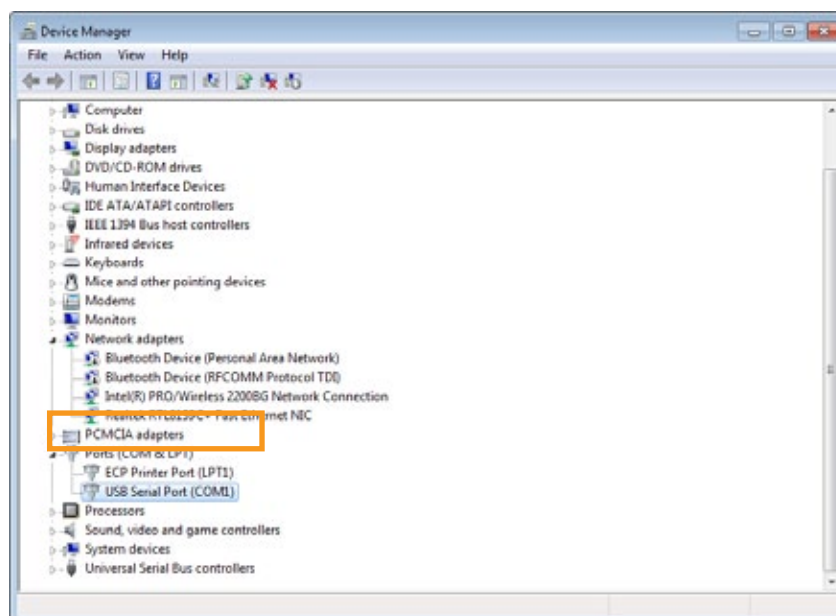 Device Manager
File Action View Help
Computer
Disk drives
Display adapters
DVD/CD-ROM drives
Human Interface Devices
IDE ATA/ATAPI controllers
IEEE 1394 Bus host controllers
Infrared devices
Keyboards
Mice and other pointing devices
Modems
Monitors
Network adapters
Bluetooth Device (Personal Area Network)
Bluetooth Device (RFCOMM Protocol TDI)
Intel(R) PRO/Wireless 2200BG Network Connection
Fast Ethernet NIC
PCMCIA adapters
Ports (COM & LPT)
ECP Printer Port (LPT1)
USB Serial Port (COM1)
Processors
Sound, video and game controllers
System devices
Universal Serial Bus controllers